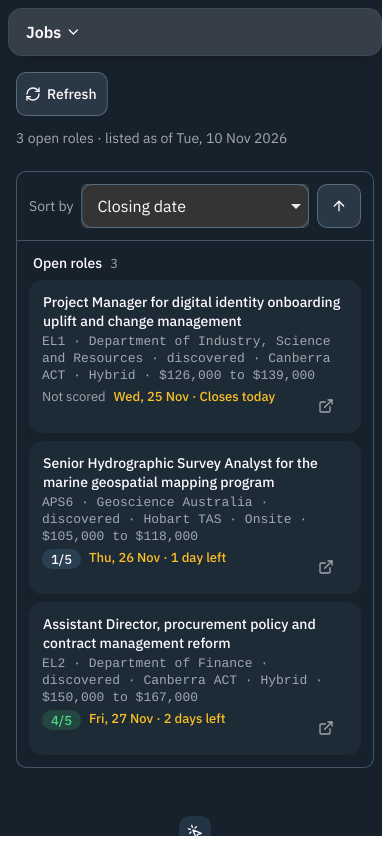 Jobs
Refresh
3 open roles · listed as of Tue, 10 Nov 2026
Sort by
Closing date
Open roles 3
Project Manager for digital identity onboarding
uplift and change management
EL1 · Department of Industry, Science
and Resources · discovered · Canberra
ACT · Hybrid · $126,000 to $139,000
Not scored Wed, 25 Nov · Closes today
Senior Hydrographic Survey Analyst for the
marine geospatial mapping program
APS6 · Geoscience Australia ·
discovered · Hobart TAS · Onsite ·
$105,000 to $118,000
1/5 Thu, 26 Nov · 1 day left
Assistant Director, procurement policy and
contract management reform
EL2 · Department of Finance ·
discovered · Canberra ACT · Hybrid ·
$150,000 to $167,000
4/5 Fri, 27 Nov · 2 days left